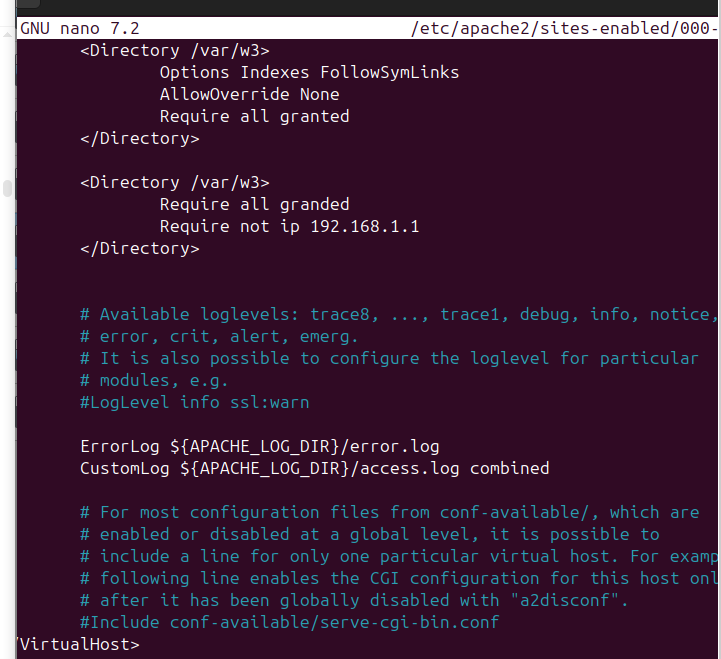 GNU nano 7.2 /etc/apache2/sites-enabled/000-
<Directory /var/w3>
Options Indexes FollowSymLinks
AllowOverride None
Require all granted
</Directory>
<Directory /var/w3>
Require all granded
Require not ip 192.168.1.1
</Directory>
# Available loglevels: trace8, ..., trace1, debug, info, notice,
# error, crit, alert, emerg.
# It is also possible to configure the loglevel for particular
# modules, e.g.
#LogLevel info ssl:warn
ErrorLog ${APACHE_LOG_DIR}/error.log
CustomLog ${APACHE_LOG_DIR}/access.log combined
# For most configuration files from conf-available/, which are
# enabled or disabled at a global level, it is possible to
# include a line for only one particular virtual host. For examp
# following line enables the CGI configuration for this host onl
# after it has been globally disabled with "a2disconf".
#Include conf-available/serve-cgi-bin.conf
VirtualHost>